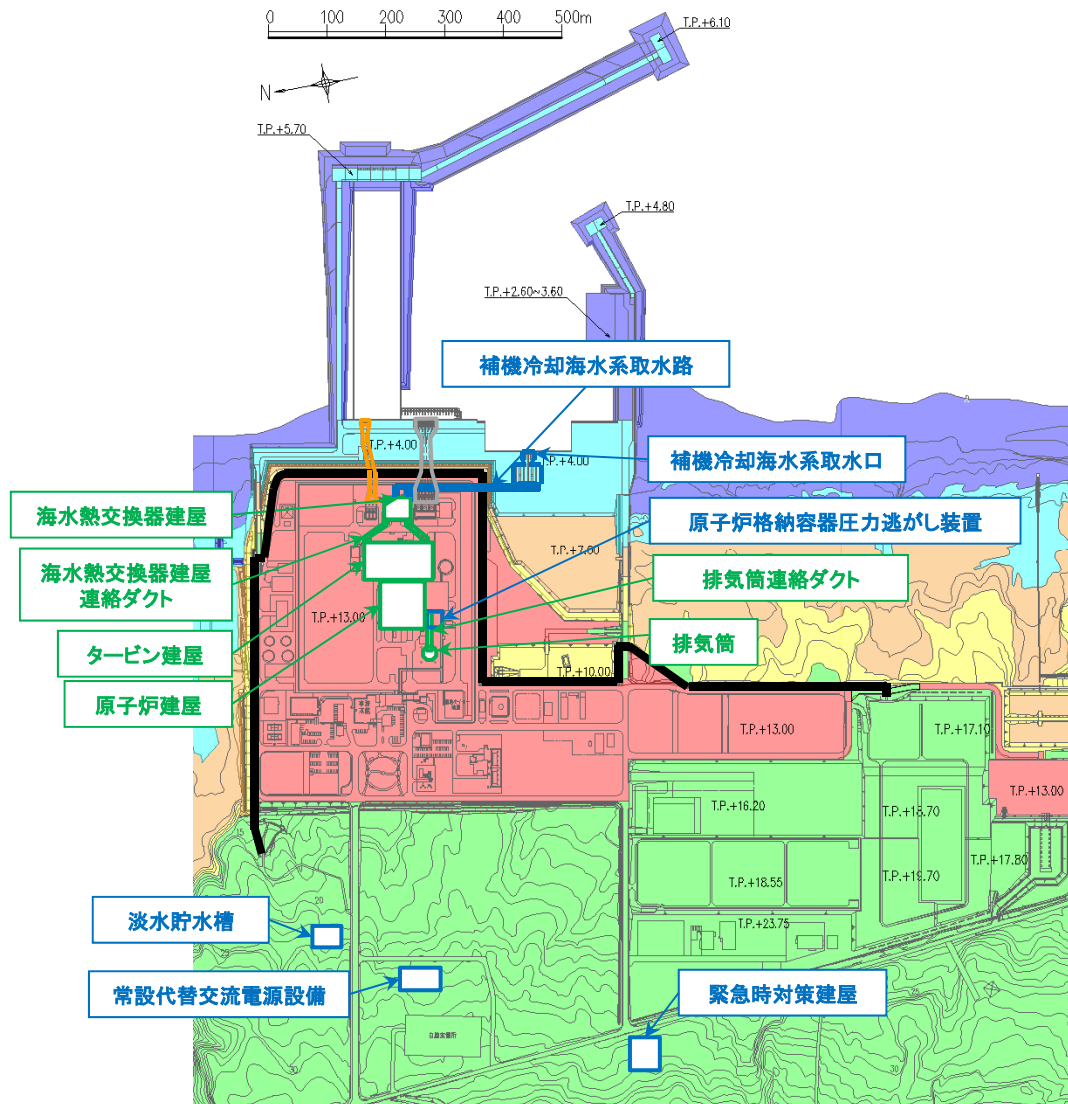 0 100 200 300 500m
T.P.+6.10
N
T.P.+5.70
T.P.+4.80
T.P.+2.60~3.60
補機冷却海水系取水路
T.P.+4.00
T.P.+4.00
補機冷却海水系取水口
海水熱交換器建屋
原子炉格納容器圧力逃がし装置
T.P.+7.00
海水熱交換器建屋
連絡ダクト
排気筒連絡ダクト
T.P.+13.00
タービン建屋
排気筒
T.P.+10.00
原子炉建屋
T.P.+13.00
T.P.+17.10
T.P.+13.00
T.P.+16.20
T.P.+18.70
15
T.P.+17.80
T.P.+18.55
T.P.+19.70
20
淡水貯水槽
T.P.+23.75
常設代替交流電源設備
緊急時対策建屋
25
30
30